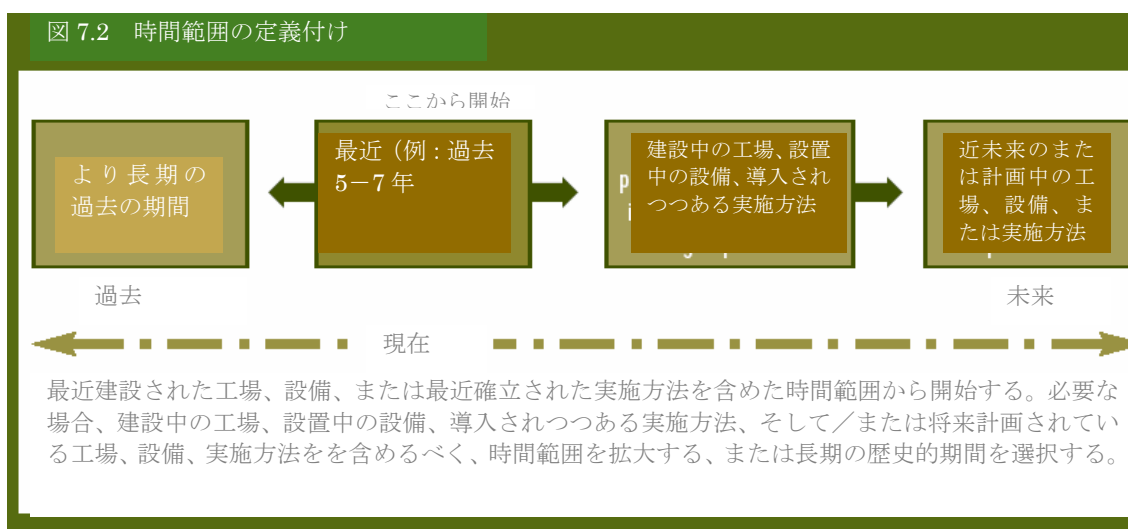 図 7.2 時間範囲の定義付け
ここから開始
より長期の
過去の期間
最近（例：過去
5－7 年
建設中の工場、設置
中の設備、導入され
つつある実施方法
近未来のまた
は計画中の工
場、設備、ま
たは実施方法
過去
未来
現在
最近建設された工場、設備、または最近確立された実施方法を含めた時間範囲から開始する。必要な
場合、建設中の工場、設置中の設備、導入されつつある実施方法、そして／または将来計画されてい
る工場、設備、実施方法をを含めるべく、時間範囲を拡大する、または長期の歴史的期間を選択する。